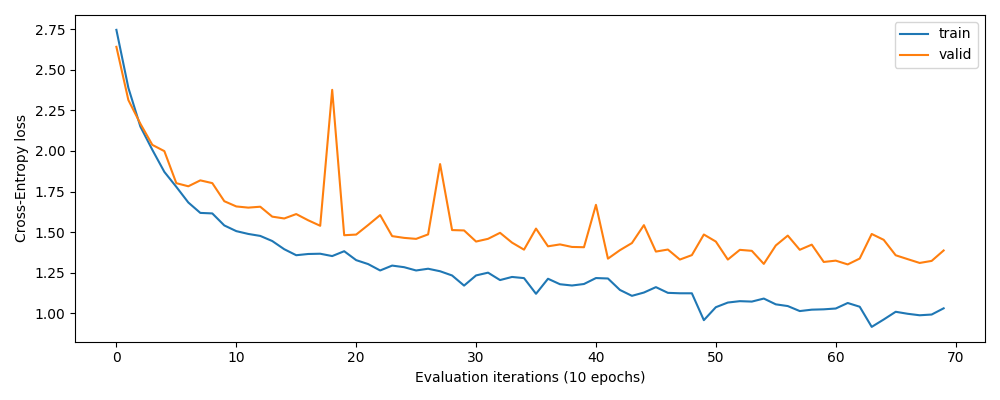 2.75
2.50
2.25
2.00
1.75
1.50
1.25
1.00
Cross-Entropy loss
train
valid
0 10 20 30 40 50 60 70
Evaluation iterations (10 epochs)